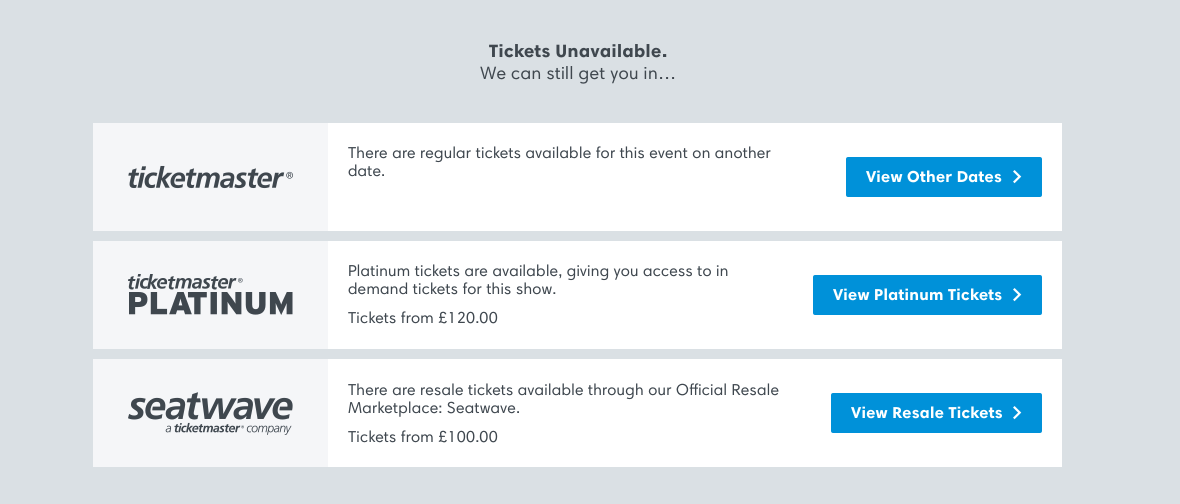 Tickets Unavailable.
We can still get you in...
ticketmaster®
There are regular tickets available for this event on another
date.
View Other Dates
ticketmaster®
PLATINUM
Platinum tickets are available, giving you access to in
demand tickets for this show.
Tickets from £120.00
View Platinum Tickets
seatwave
a ticketmaster® company
There are resale tickets available through our Official Resale
Marketplace: Seatwave.
Tickets from £100.00
View Resale Tickets